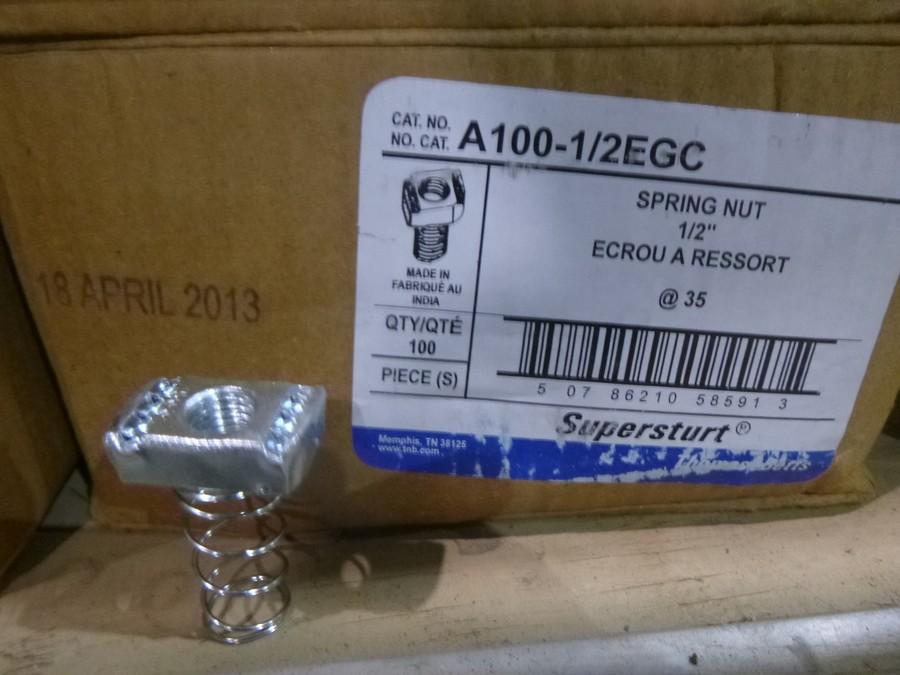 CAT. NO.
NO. CAT. A100-1/2EGC
SPRING NUT
1/2"
ECROU A RESSORT
@ 35
MADE IN
FABRIQUÉ AU
INDIA
QTY/QTÉ
100
PIECE (S)
5 07 86210 58591 3
Supersturt®
Memphis, TN 38125
www.tnb.com
18 APRIL 2013